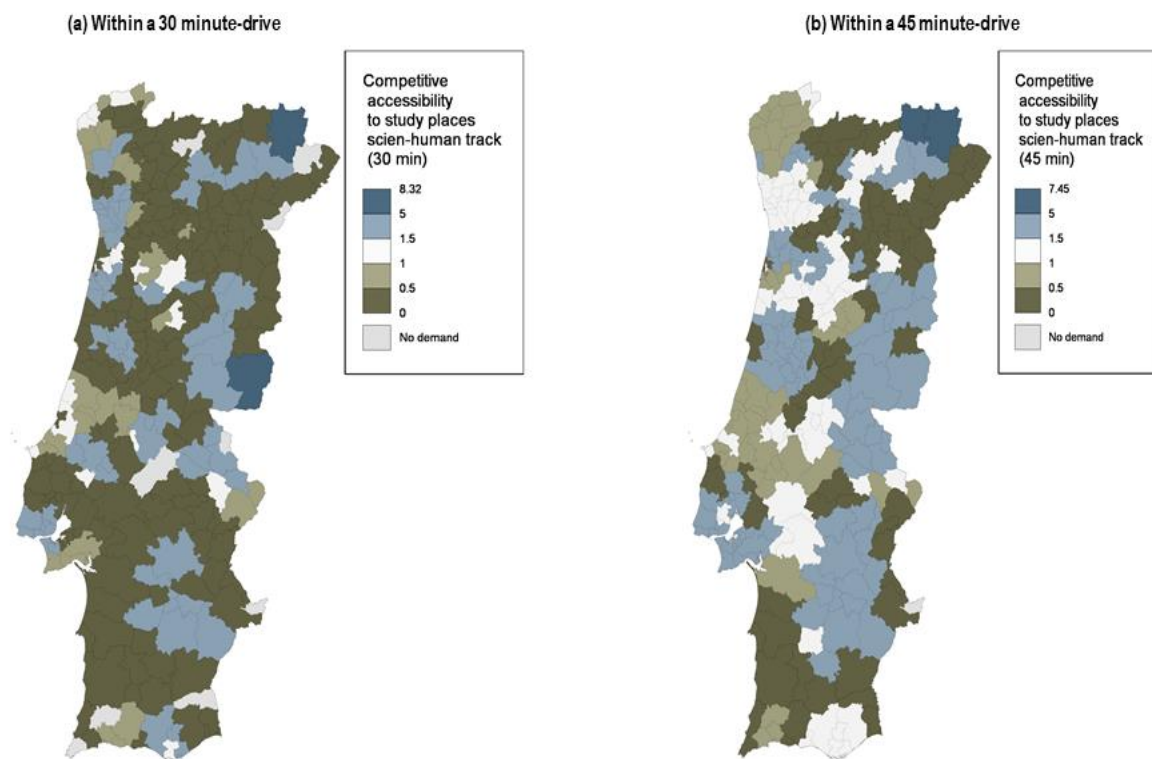 (a) Within a 30 minute-drive
Competitive
accessibility
to study places
scien-human track
(30 min)
8.32
5
1.5
1
0.5
0
No demand
(b) Within a 45 minute-drive
Competitive
accessibility
to study places
scien-human track
(45 min)
7.45
5
1.5
1
0.5
0
No demand